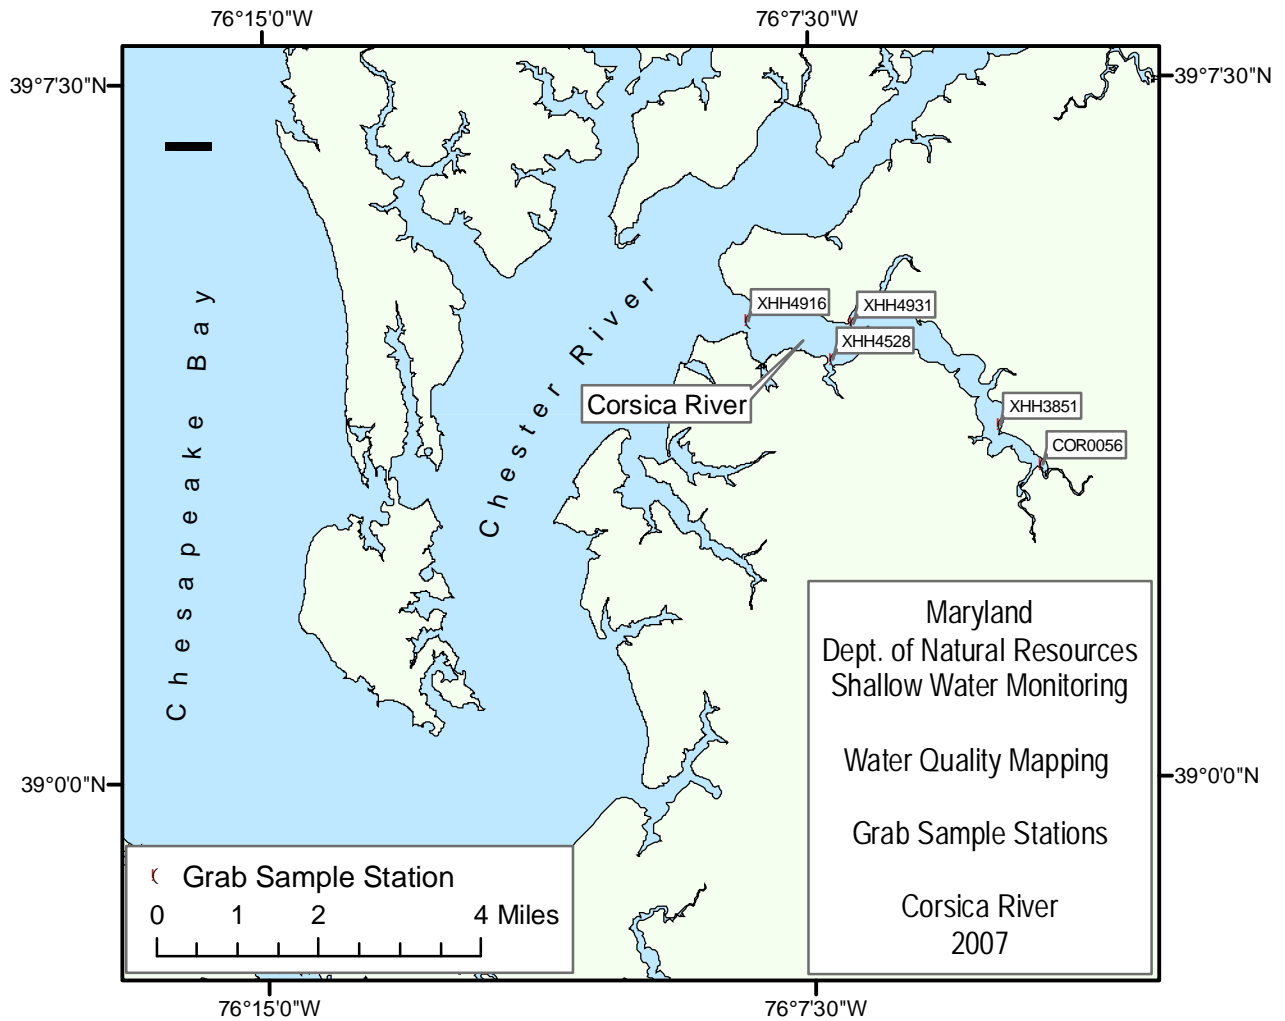 76°15'0"W
76°7'30"W
39°7'30"N
39°7'30"N
XHH4916
XHH4931
XHH4528
Corsica River
XHH3851
COR0056
Chester River
Chesapeake Bay
Maryland
Dept. of Natural Resources
Shallow Water Monitoring
Water Quality Mapping
Grab Sample Stations
Corsica River
2007
39°0'0"N
39°0'0"N
Grab Sample Station
0 1 2 4 Miles
76°15'0"W
76°7'30"W